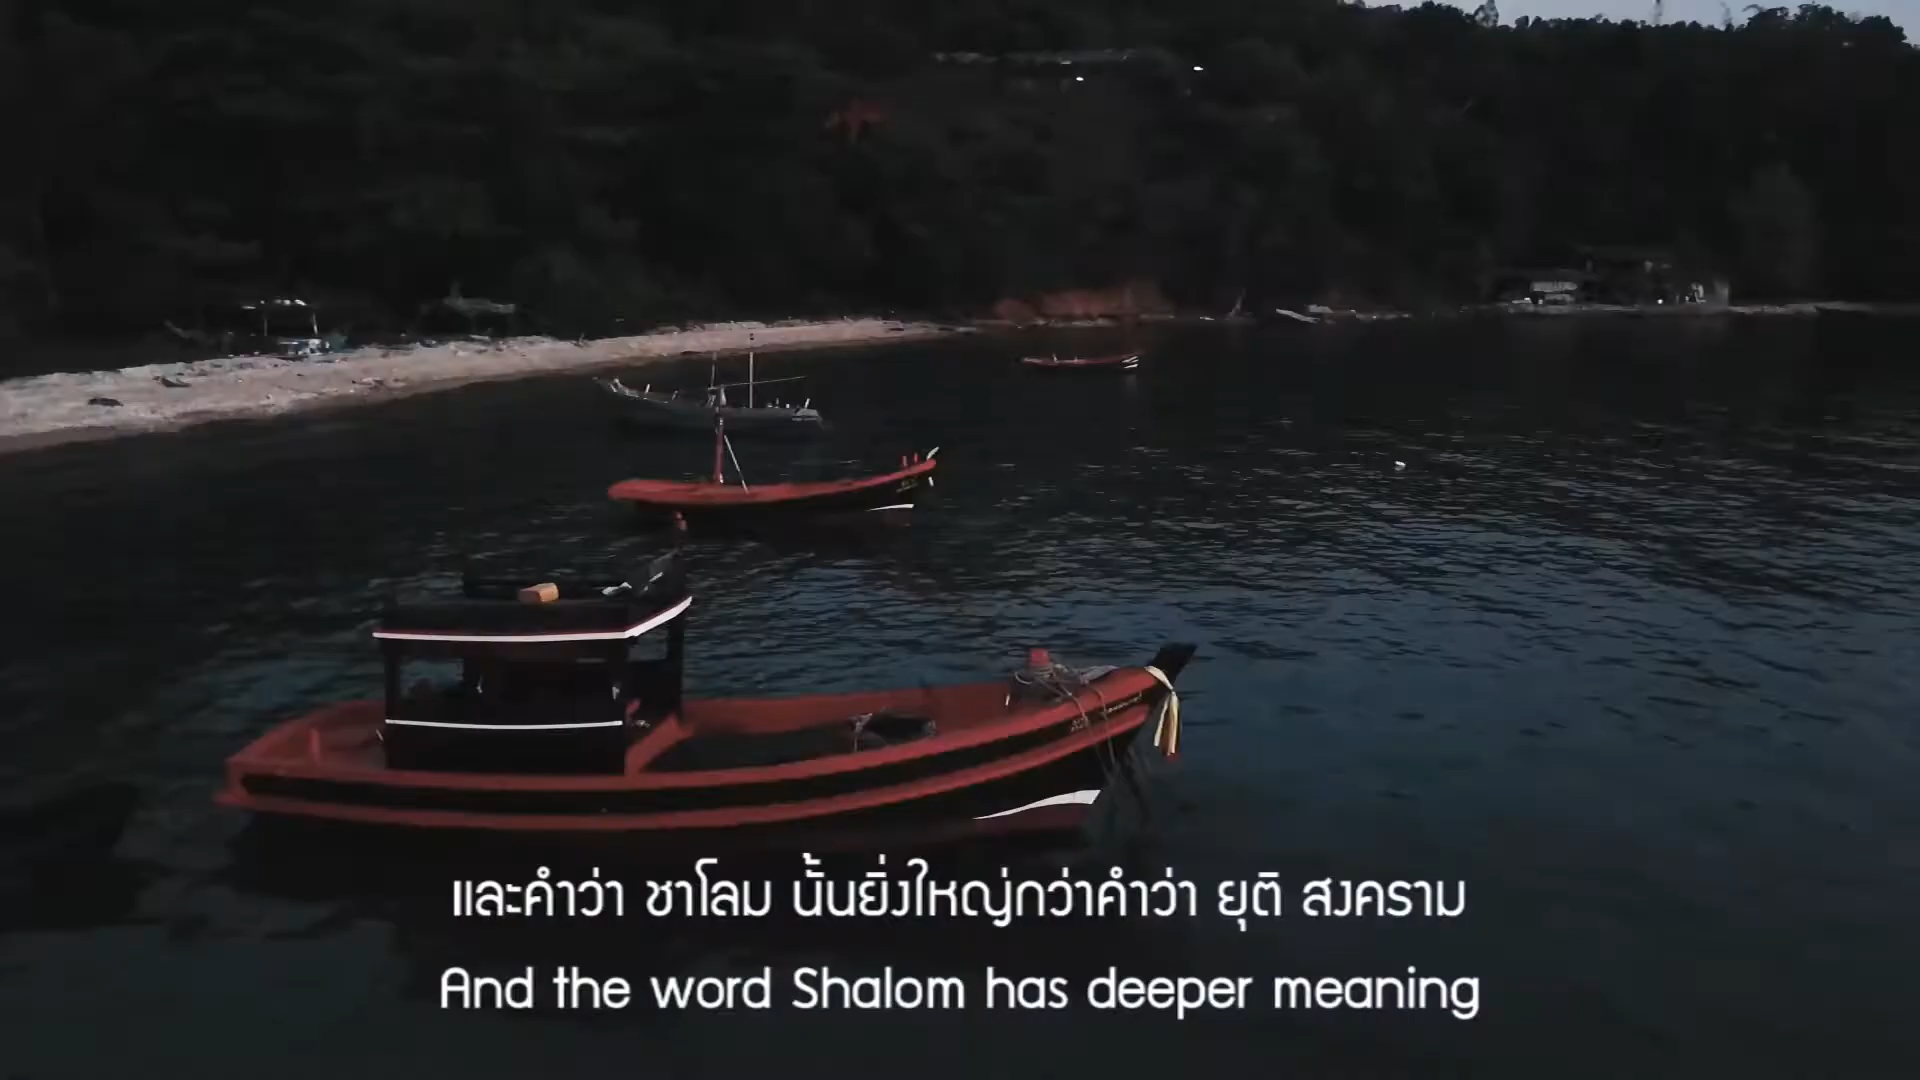 และคำว่า ชาโลม นั้นยิ่งใหญ่กว่าคำว่า ยุติ สงคราม
And the word Shalom has deeper meaning